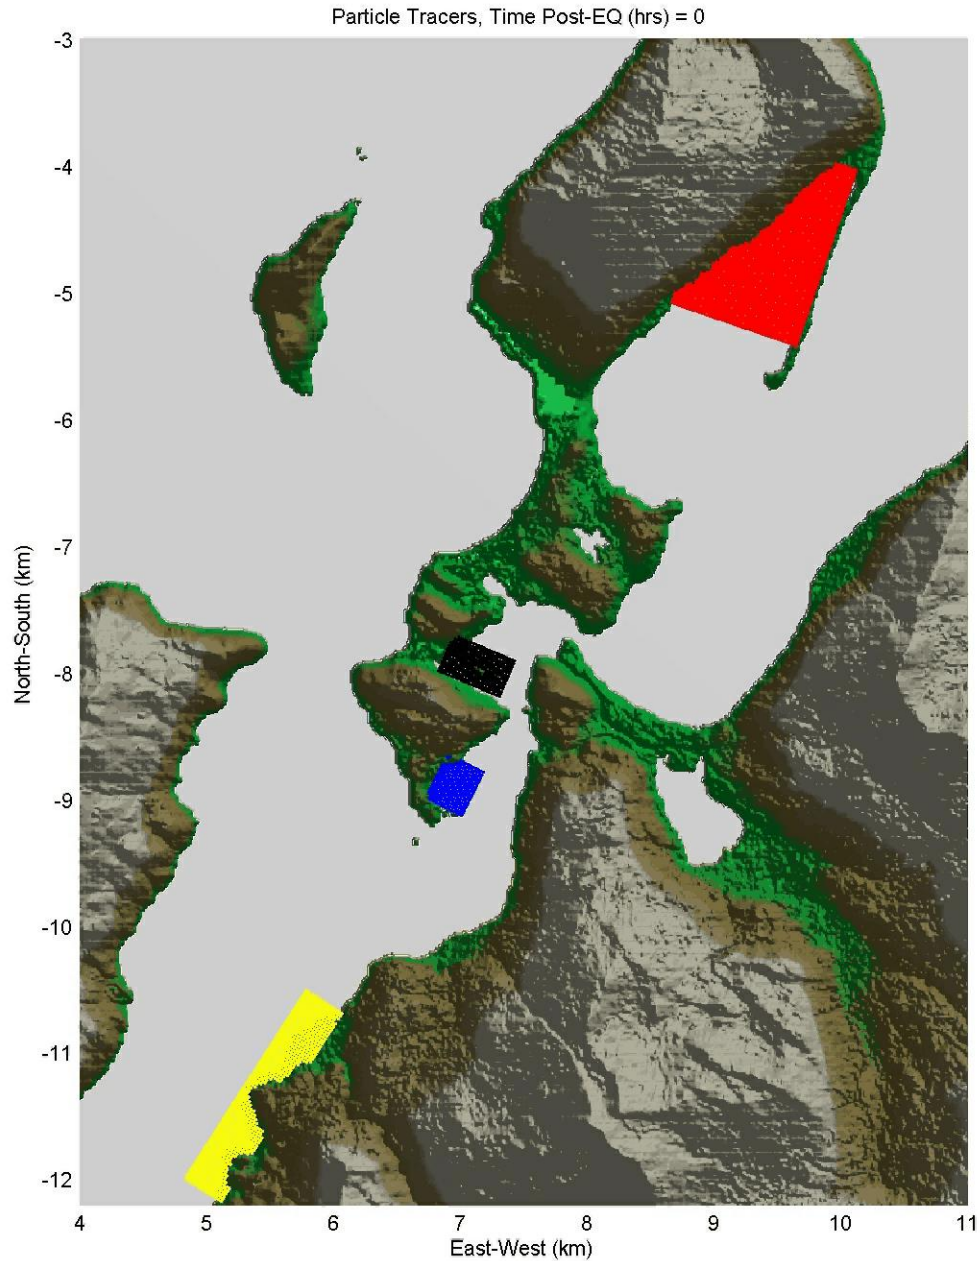 Particle Tracers, Time Post-EQ (hrs) = 0
-3
-4
-5
-6
-7
-8
-9
-10
-11
-12
North-South (km)
4 5 6 7 8 9 10 11
East-West (km)